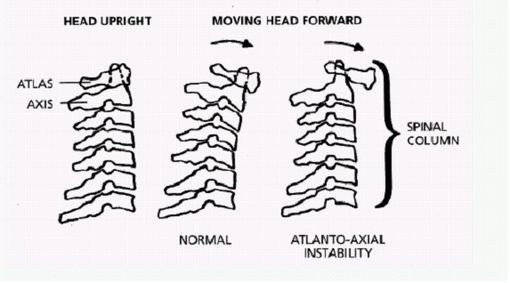 HEAD UPRIGHT
MOVING HEAD FORWARD
ATLAS
AXIS
SPINAL
COLUMN
NORMAL
ATLANTO-AXIAL
INSTABILITY